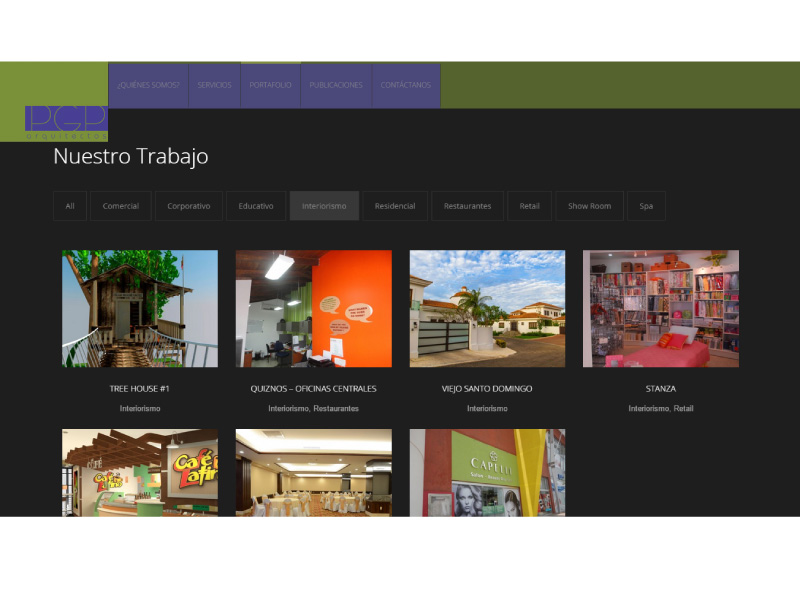 ¿QUIÉNES SOMOS? SERVICIOS PORTAFOLIO PUBLICACIONES CONTÁCTANOS
PGP
arquitectos
Nuestro Trabajo
All Comercial Corporativo Educativo Interiorismo Residencial Restaurantes Retail Show Room Spa
TREE HOUSE #1 QUIZNOS – OFICINAS CENTRALES VIEJO SANTO DOMINGO STANZA
Interiorismo Interiorismo, Restaurantes Interiorismo Interiorismo, Retail
Café
Latino
CAPELLI